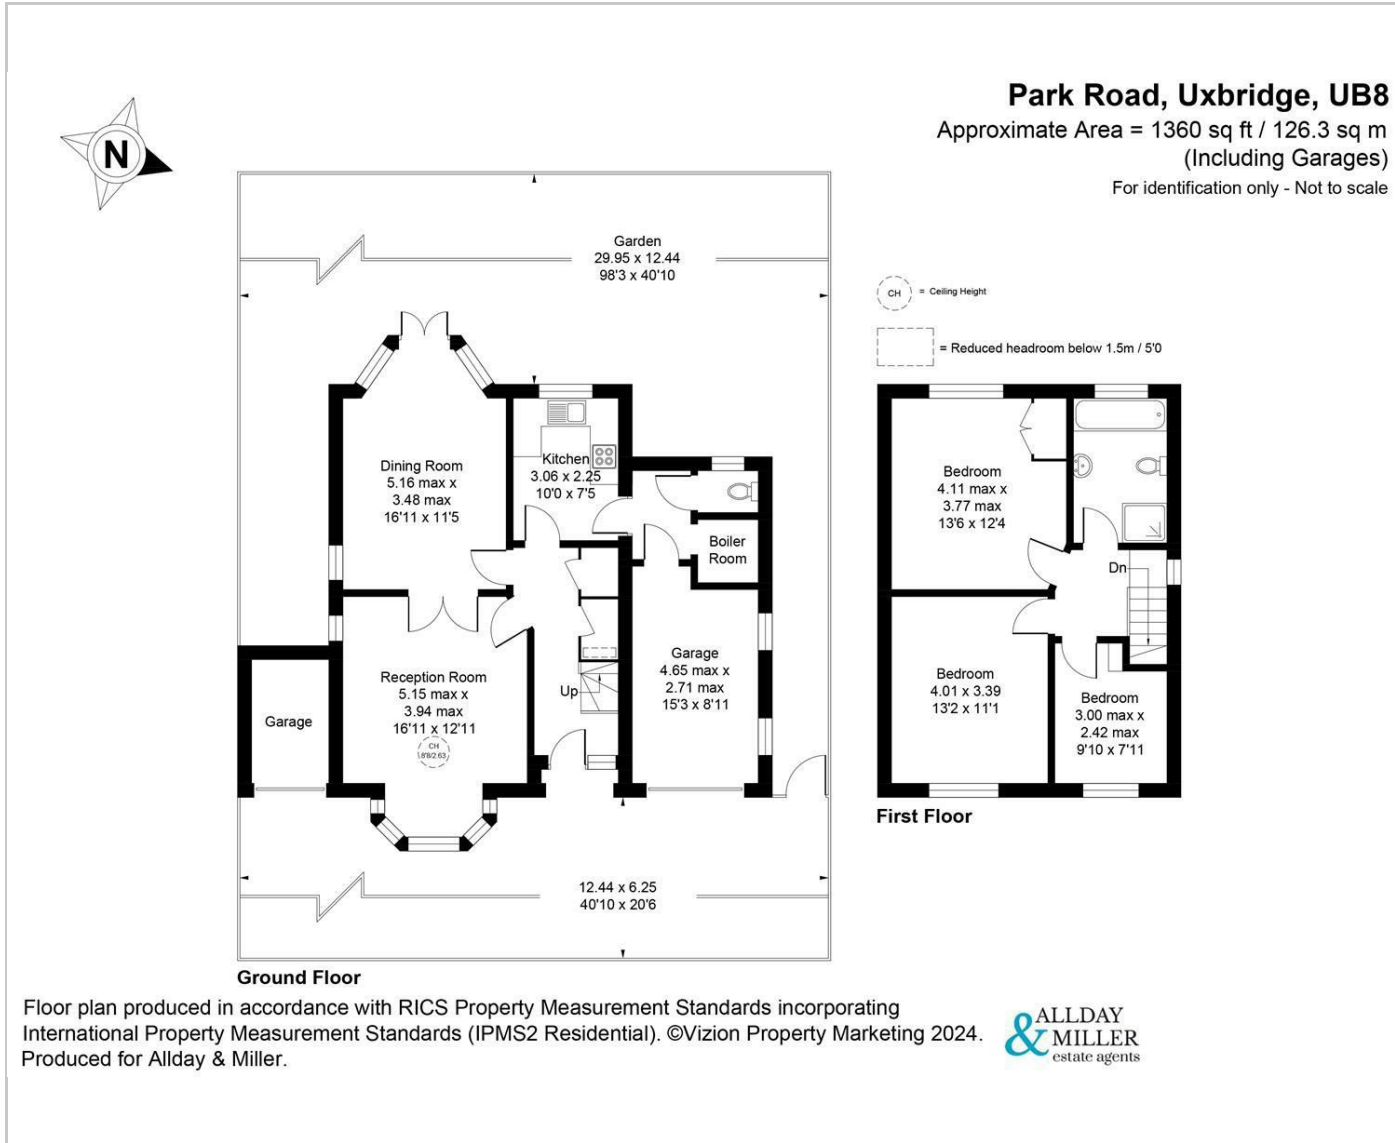 Park Road, Uxbridge, UB8
Approximate Area = 1360 sq ft / 126.3 sq m
(Including Garages)
For identification only - Not to scale
N
Garden
29.95 x 12.44
98'3 x 40'10
CH
= Ceiling Height
= Reduced headroom below 1.5m / 5'0
Dining Room
5.16 max x
3.48 max
16'11 x 11'5
Kitchen
3.06 x 2.25
10'0 x 7'5
Boiler
Room
Garage
4.65 max x
2.71 max
15'3 x 8'11
Reception Room
5.15 max x
3.94 max
16'11 x 12'11
CH
8'8/2.63
Garage
Up
12.44 x 6.25
40'10 x 20'6
Ground Floor
Bedroom
4.11 max x
3.77 max
13'6 x 12'4
Dn
Bedroom
4.01 x 3.39
13'2 x 11'1
Bedroom
3.00 max x
2.42 max
9'10 x 7'11
First Floor
Floor plan produced in accordance with RICS Property Measurement Standards incorporating
International Property Measurement Standards (IPMS2 Residential). ©Vizion Property Marketing 2024.
Produced for Allday & Miller.
ALLDAY
& MILLER
estate agents